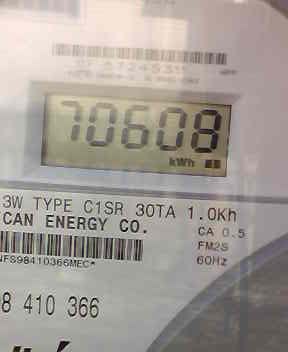 70608
kWh
3W TYPE C1SR 30TA 1.0Kh
CAN ENERGY CO.
CA 0.5
FM2S
60Hz
NFS98410366MEC*
8 410 366